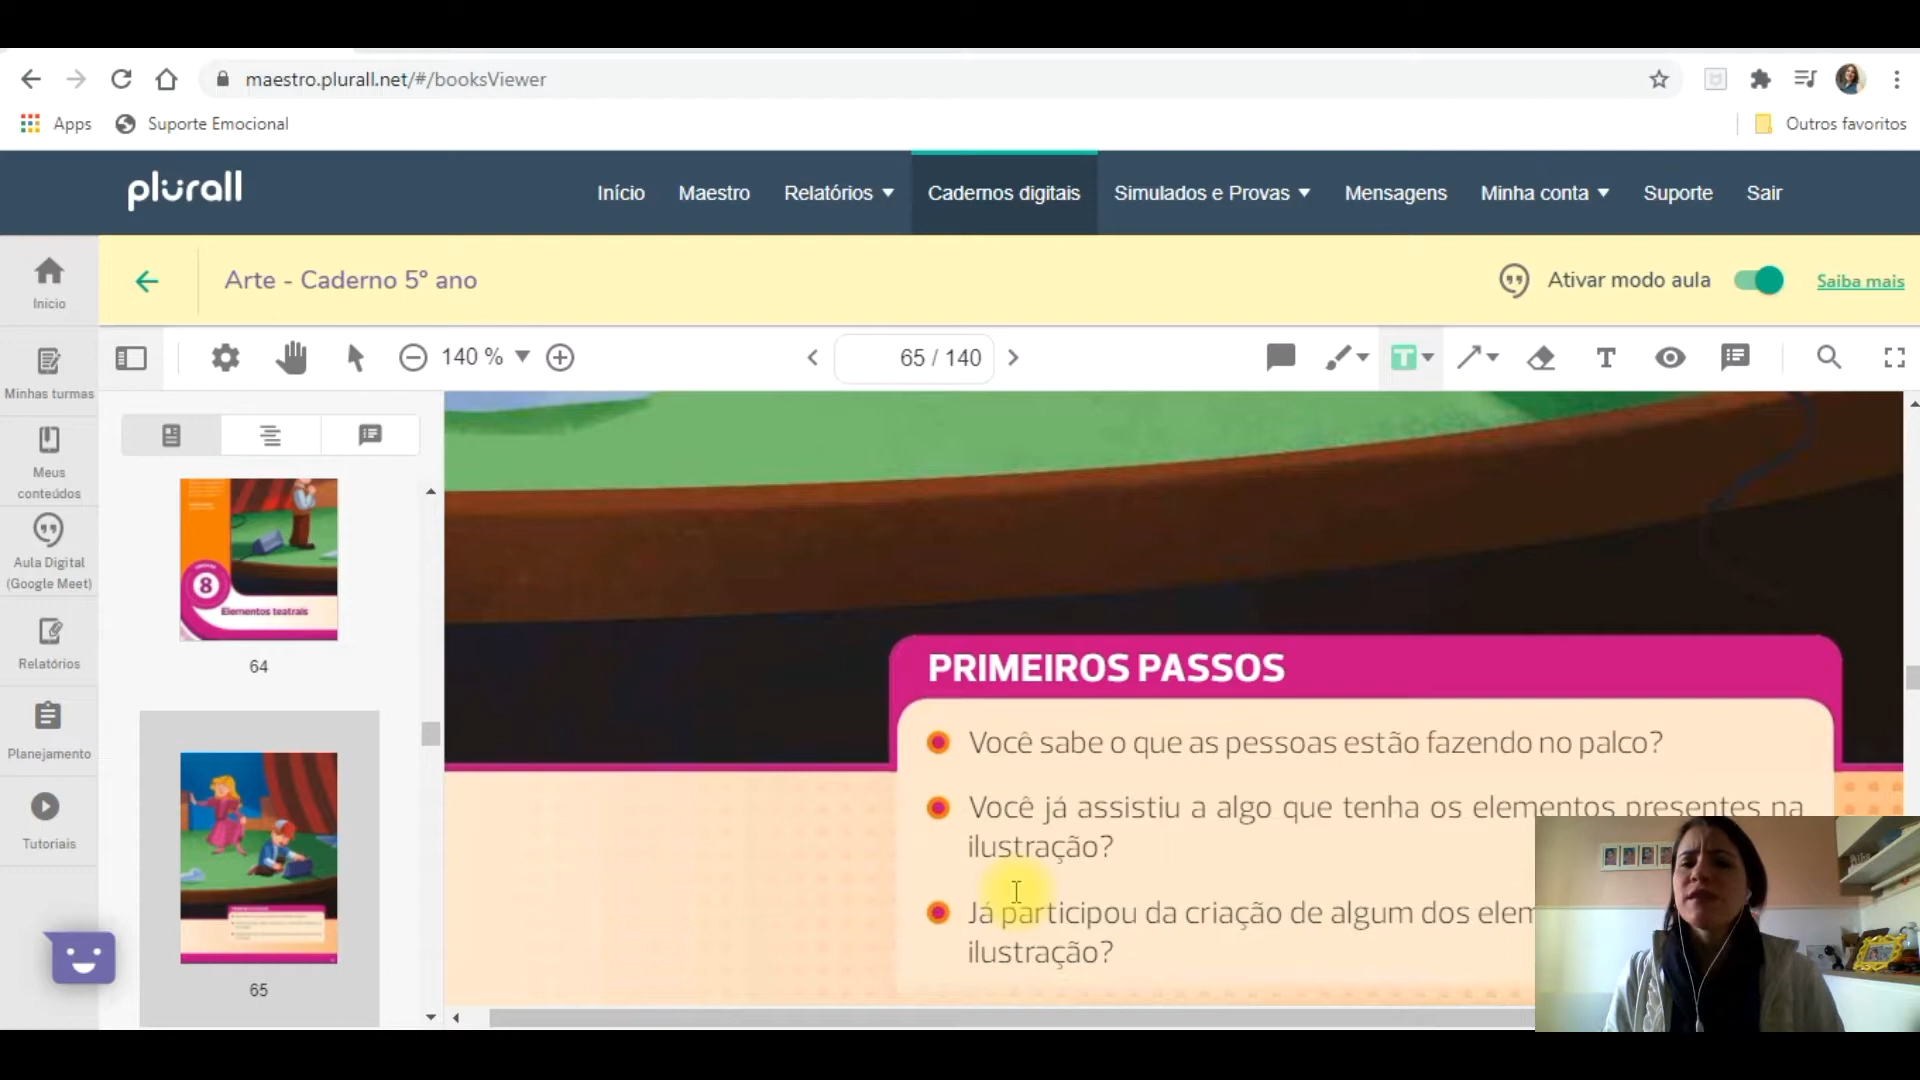 maestro.plurall.net/#/booksViewer
Apps
Suporte Emocional
Outros favoritos
plurall
Início
Maestro
Relatórios
Cadernos digitais
Simulados e Provas
Mensagens
Minha conta
Suporte
Sair
Início
Arte - Caderno 5º ano
Ativar modo aula
Saiba mais
140 %
65 / 140
Minhas turmas
Meus
conteúdos
Aula Digital
(Google Meet)
Relatórios
Planejamento
Tutoriais
8
Elementos teatrais
64
65
PRIMEIROS PASSOS
Você sabe o que as pessoas estão fazendo no palco?
Você já assistiu a algo que tenha os elementos presentes na
ilustração?
Já participou da criação de algum dos elem
ilustração?